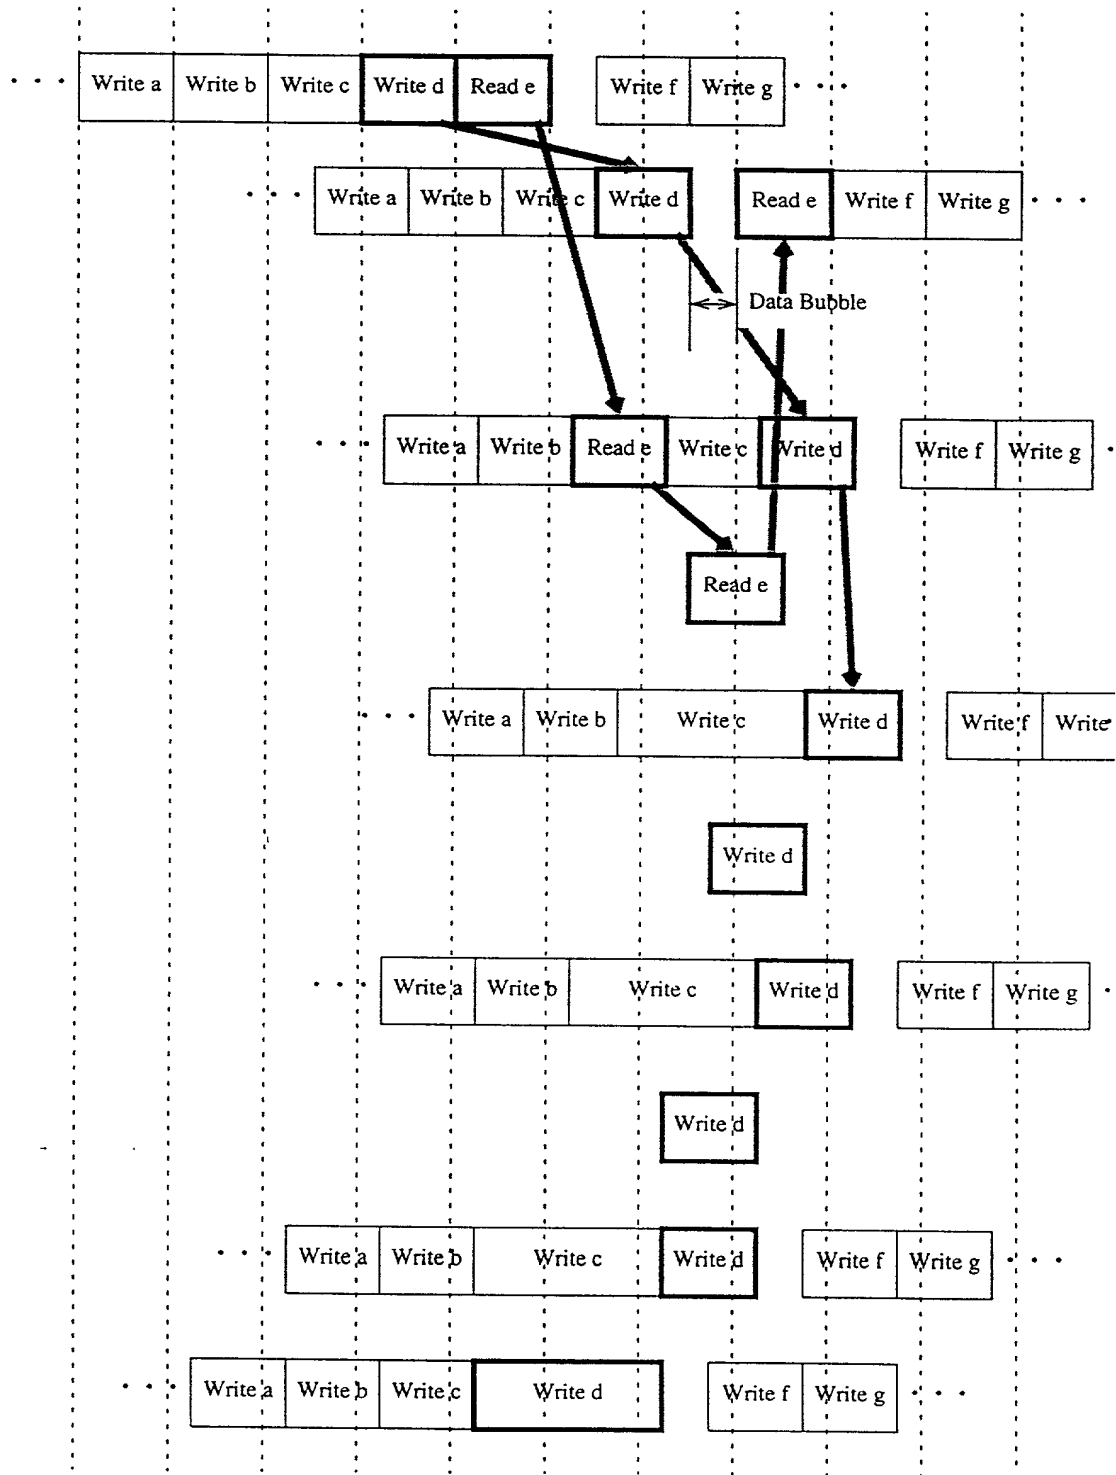 · · · Write a Write b Write c Write d Read e Write f Write g · · ·
· · · Write a Write b Write c Write d Read e Write f Write g · · ·
Data Bubble
· · · Write a Write b Read e Write c Write d Write f Write g ·
Read e
· · · Write a Write b Write c Write d Write f Write
Write d
· · · Write a Write b Write c Write d Write f Write g ·
Write d
· · · Write a Write b Write c Write d Write f Write g · · ·
· · · Write a Write b Write c Write d Write f Write g · · ·